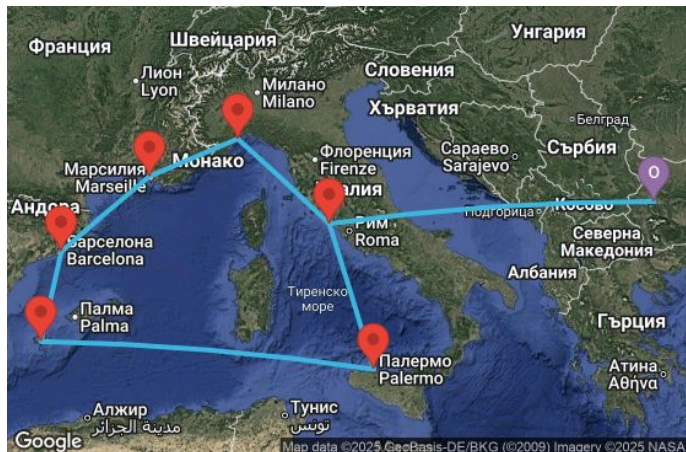 Унгария
Швейцария
Франция
Словения
Лион
Lyon
Милано
Milano
Хърватия
Белград
Сараево
Sarajevo
Сърбия
Флоренция
Firenze
Монако
Марсилия
Marseille
O
Италия
Андора
Косово
Подгорица
Рим
Roma
Северна
Македония
Барселона
Barcelona
Албания
Тиренско
море
Палма
Palma
Гърция
Палермо
Palermo
Атина
Αθήνα
Алжир
مدينة الجزائر
Тунис
تونس
Google
Map data ©2025 GeoBasis-DE/BKG (©2009) Imagery ©2025 NASA